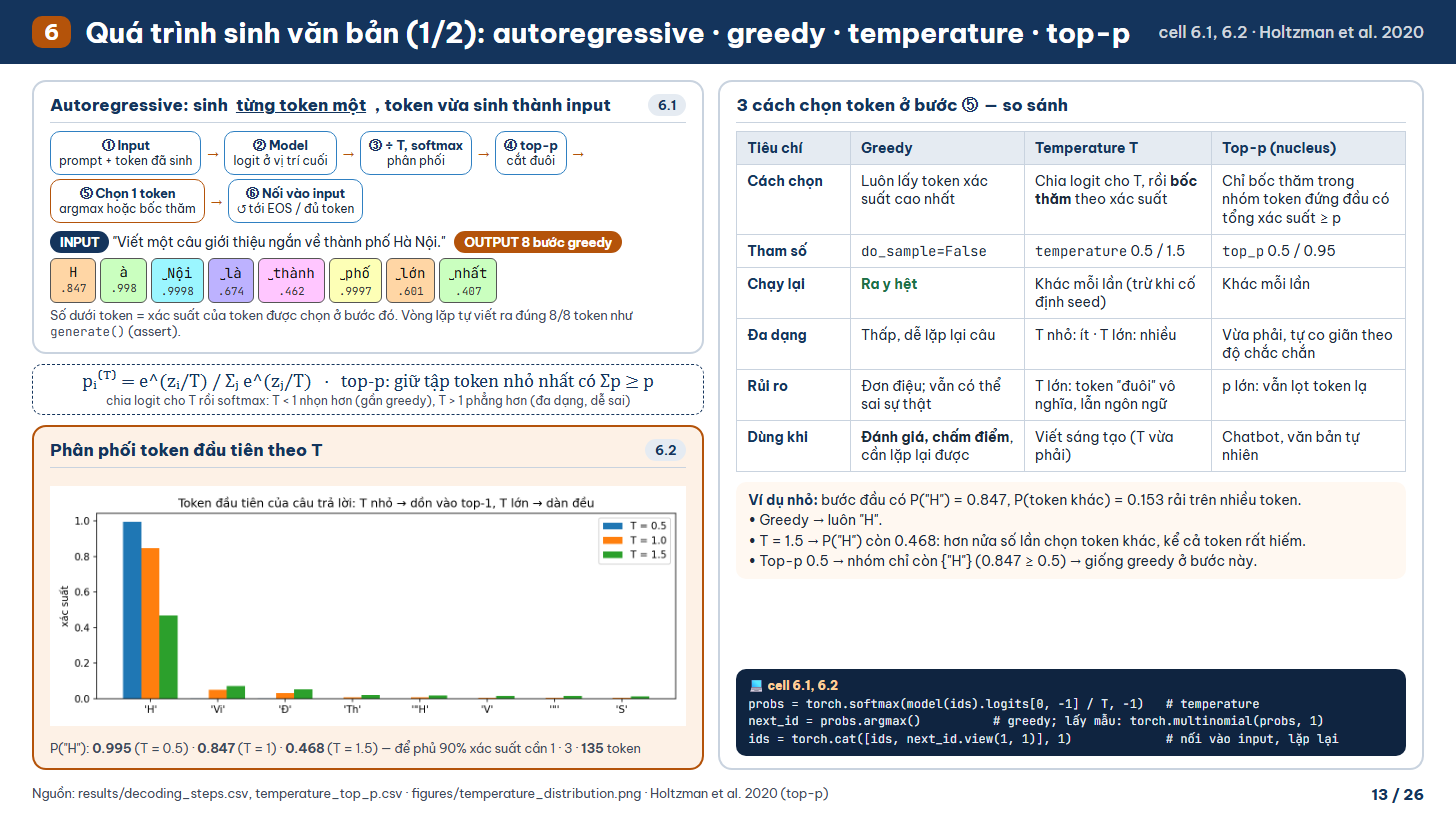 6 Quá trình sinh văn bản (1/2): autoregressive · greedy · temperature · top-p cell 6.1, 6.2 · Holtzman et al. 2020
Autoregressive: sinh từng token một , token vừa sinh thành input 6.1
① Input
prompt + token đã sinh
→
② Model
logit ở vị trí cuối
→
③ ÷ T, softmax
phân phối
→
④ top-p
cắt đuôi
→
⑤ Chọn 1 token
argmax hoặc bốc thăm
→
⑥ Nối vào input
↺ tới EOS / đủ token
INPUT "Viết một câu giới thiệu ngắn về thành phố Hà Nội." OUTPUT 8 bước greedy
H à ˽Nội ˽là ˽thành ˽phố ˽lớn ˽nhất
.847 .998 .9998 .674 .462 .9997 .601 .407
Số dưới token = xác suất của token được chọn ở bước đó. Vòng lặp tự viết ra đúng 8/8 token như
generate() (assert).
pᵢ⁽ᵀ⁾ = e^(zᵢ/T) / Σⱼ e^(zⱼ/T) · top-p: giữ tập token nhỏ nhất có Σp ≥ p
chia logit cho T rồi softmax: T < 1 nhọn hơn (gần greedy), T > 1 phẳng hơn (đa dạng, dễ sai)
Phân phối token đầu tiên theo T 6.2
Token đầu tiên của câu trả lời: T nhỏ → dồn vào top-1, T lớn → dàn đều
xác suất
1.0
0.8
0.6
0.4
0.2
0.0
T = 0.5
T = 1.0
T = 1.5
'H' 'Vi' 'Đ' 'Th' '"H' 'V' '"' 'S'
P("H"): 0.995 (T = 0.5) · 0.847 (T = 1) · 0.468 (T = 1.5) — để phủ 90% xác suất cần 1 · 3 · 135 token
3 cách chọn token ở bước ⑤ — so sánh
Tiêu chí Greedy Temperature T Top-p (nucleus)
Cách chọn
Luôn lấy token xác
suất cao nhất
Chia logit cho T, rồi bốc
thăm theo xác suất
Chỉ bốc thăm trong
nhóm token đứng đầu có
tổng xác suất ≥ p
Tham số do_sample=False temperature 0.5 / 1.5 top_p 0.5 / 0.95
Chạy lại
Ra y hệt
Khác mỗi lần (trừ khi cố
định seed)
Khác mỗi lần
Đa dạng
Thấp, dễ lặp lại câu
T nhỏ: ít · T lớn: nhiều
Vừa phải, tự co giãn theo
độ chắc chắn
Rủi ro
Đơn điệu; vẫn có thể
sai sự thật
T lớn: token "đuôi" vô
nghĩa, lẫn ngôn ngữ
p lớn: vẫn lọt token lạ
Dùng khi
Đánh giá, chấm điểm,
cần lặp lại được
Viết sáng tạo (T vừa
phải)
Chatbot, văn bản tự
nhiên
Ví dụ nhỏ: bước đầu có P("H") = 0.847, P(token khác) = 0.153 rải trên nhiều token.
• Greedy → luôn "H".
• T = 1.5 → P("H") còn 0.468: hơn nửa số lần chọn token khác, kể cả token rất hiếm.
• Top-p 0.5 → nhóm chỉ còn {"H"} (0.847 ≥ 0.5) → giống greedy ở bước này.
💻 cell 6.1, 6.2
probs = torch.softmax(model(ids).logits[0, -1] / T, -1) # temperature
next_id = probs.argmax() # greedy; lấy mẫu: torch.multinomial(probs, 1)
ids = torch.cat([ids, next_id.view(1, 1)], 1) # nối vào input, lặp lại
Nguồn: results/decoding_steps.csv, temperature_top_p.csv · figures/temperature_distribution.png · Holtzman et al. 2020 (top-p)
13 / 26